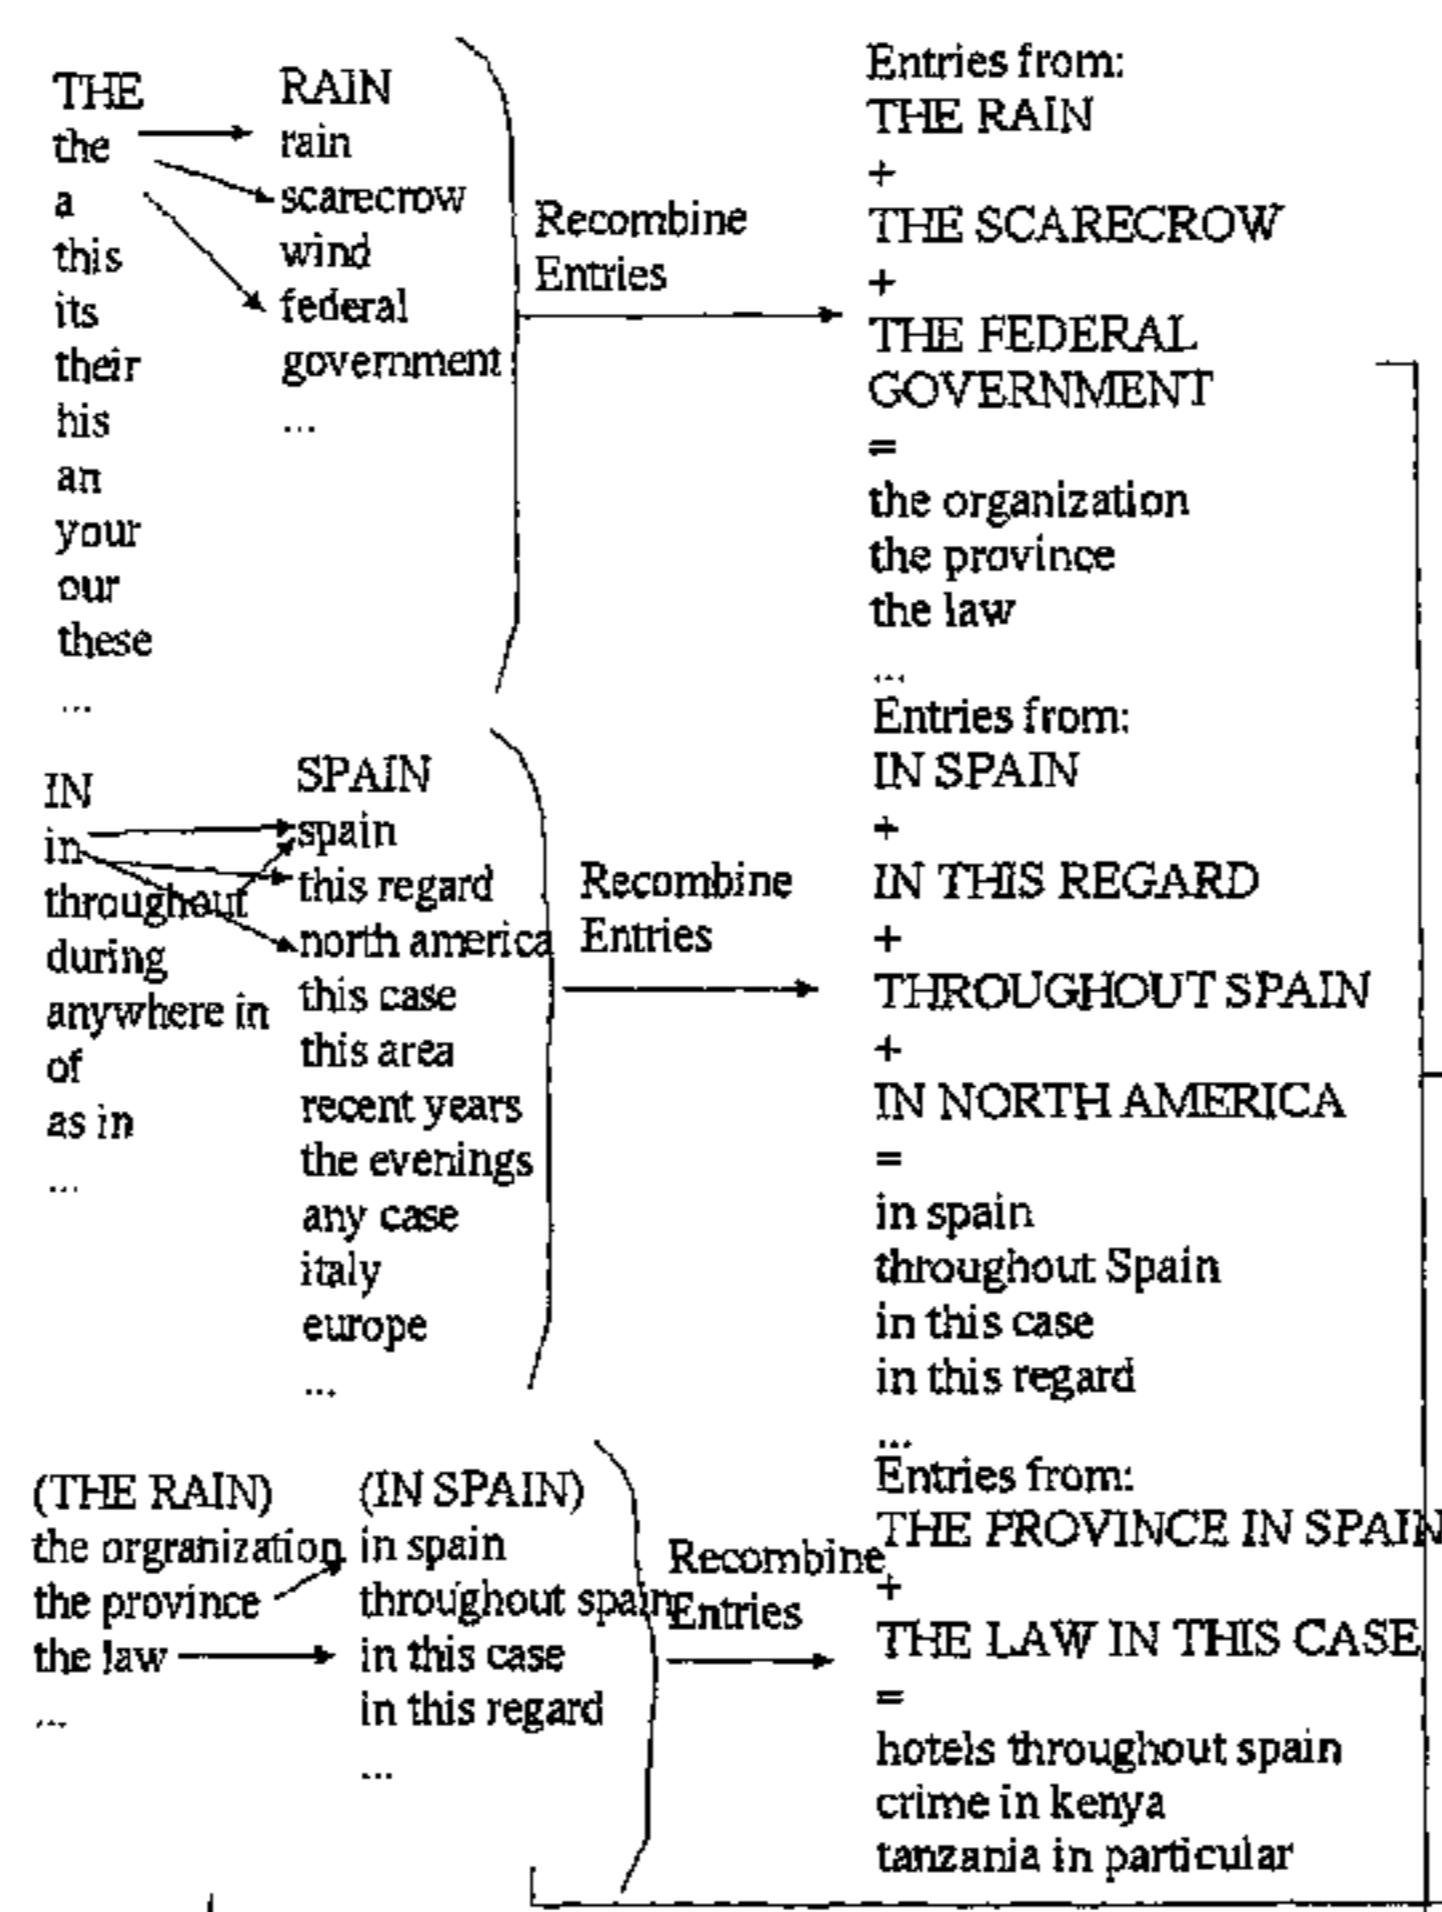 THE
the
a
this
its
their
his
an
your
our
these
...
RAIN
rain
scarecrow
wind
federal
government
...
Recombine
Entries
Entries from:
THE RAIN
+
THE SCARECROW
+
THE FEDERAL
GOVERNMENT
=
the organization
the province
the law
...
IN
in
throughout
during
anywhere in
of
as in
...
SPAIN
spain
this regard
north america
this case
this area
recent years
the evenings
any case
italy
europe
...
Recombine
Entries
Entries from:
IN SPAIN
+
IN THIS REGARD
+
THROUGHOUT SPAIN
+
IN NORTH AMERICA
=
in spain
throughout Spain
in this case
in this regard
...
(THE RAIN)
the orgranization
the province
the law
...
(IN SPAIN)
in spain
throughout spain
in this case
in this regard
...
Recombine
Entries
Entries from:
THE PROVINCE IN SPAIN
+
THE LAW IN THIS CASE
=
hotels throughout spain
crime in kenya
tanzania in particular